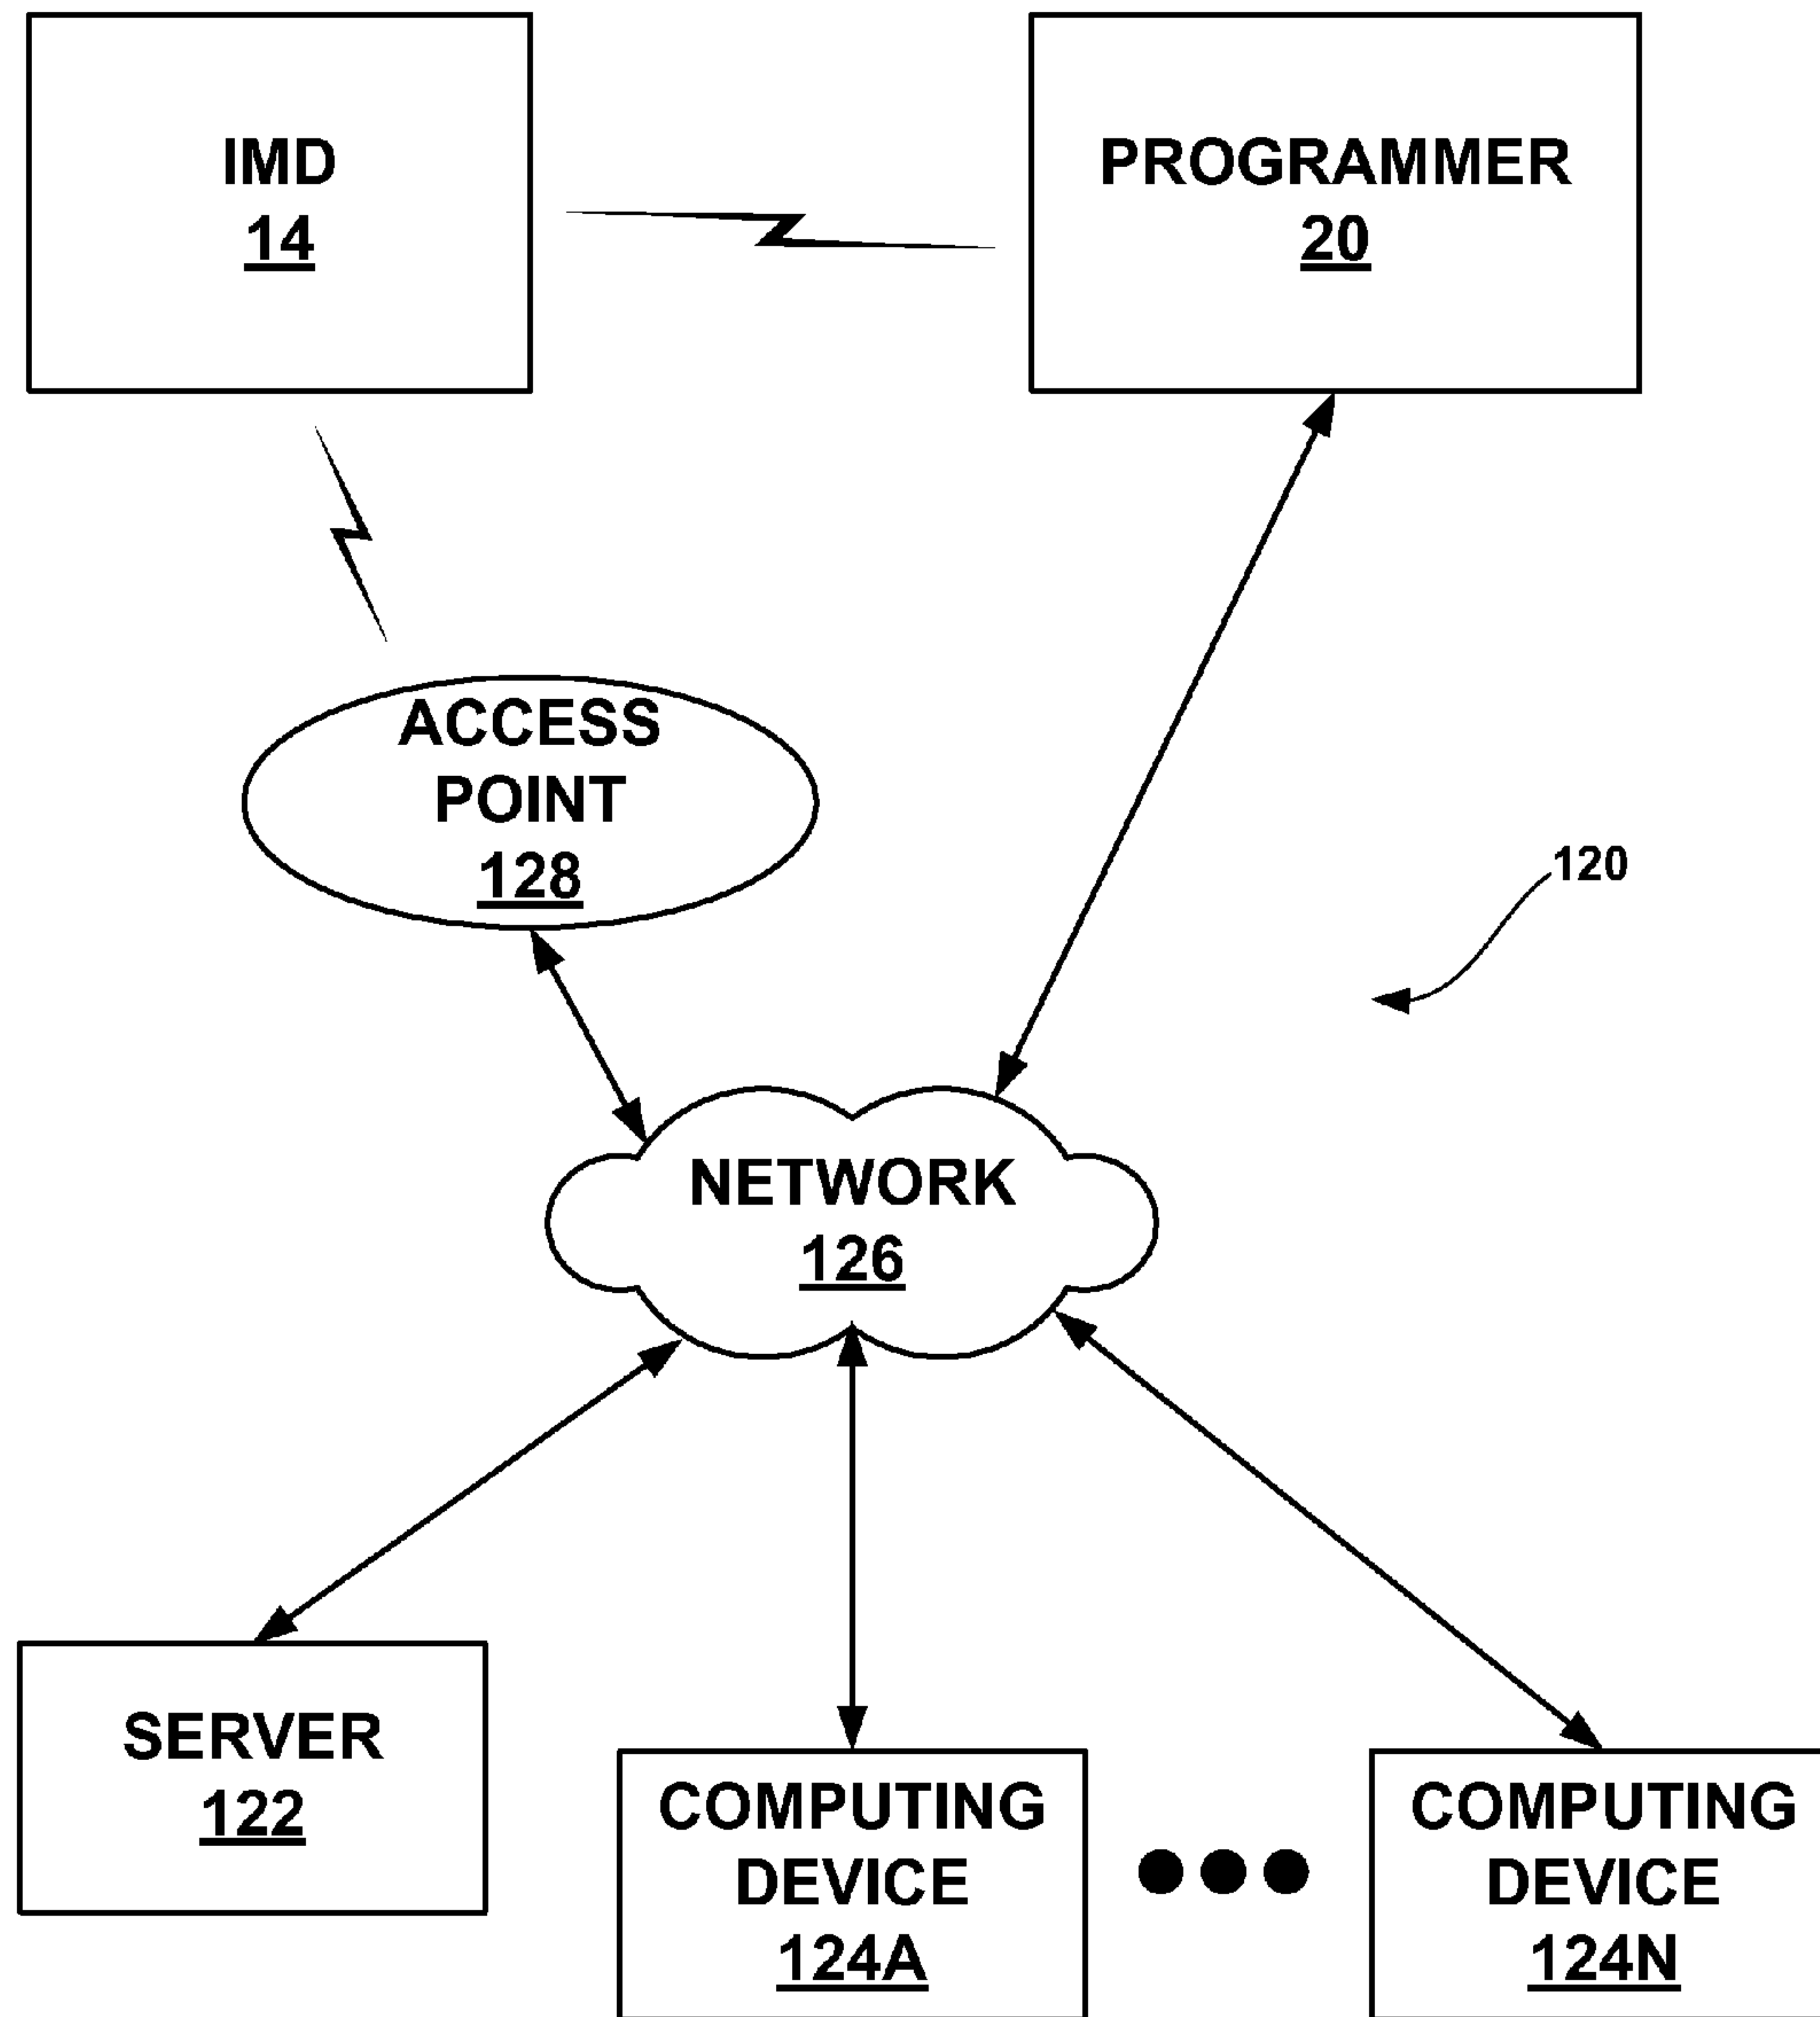 IMD
14
PROGRAMMER
20
ACCESS
POINT
128
120
NETWORK
126
SERVER
122
COMPUTING
DEVICE
124A
COMPUTING
DEVICE
124N